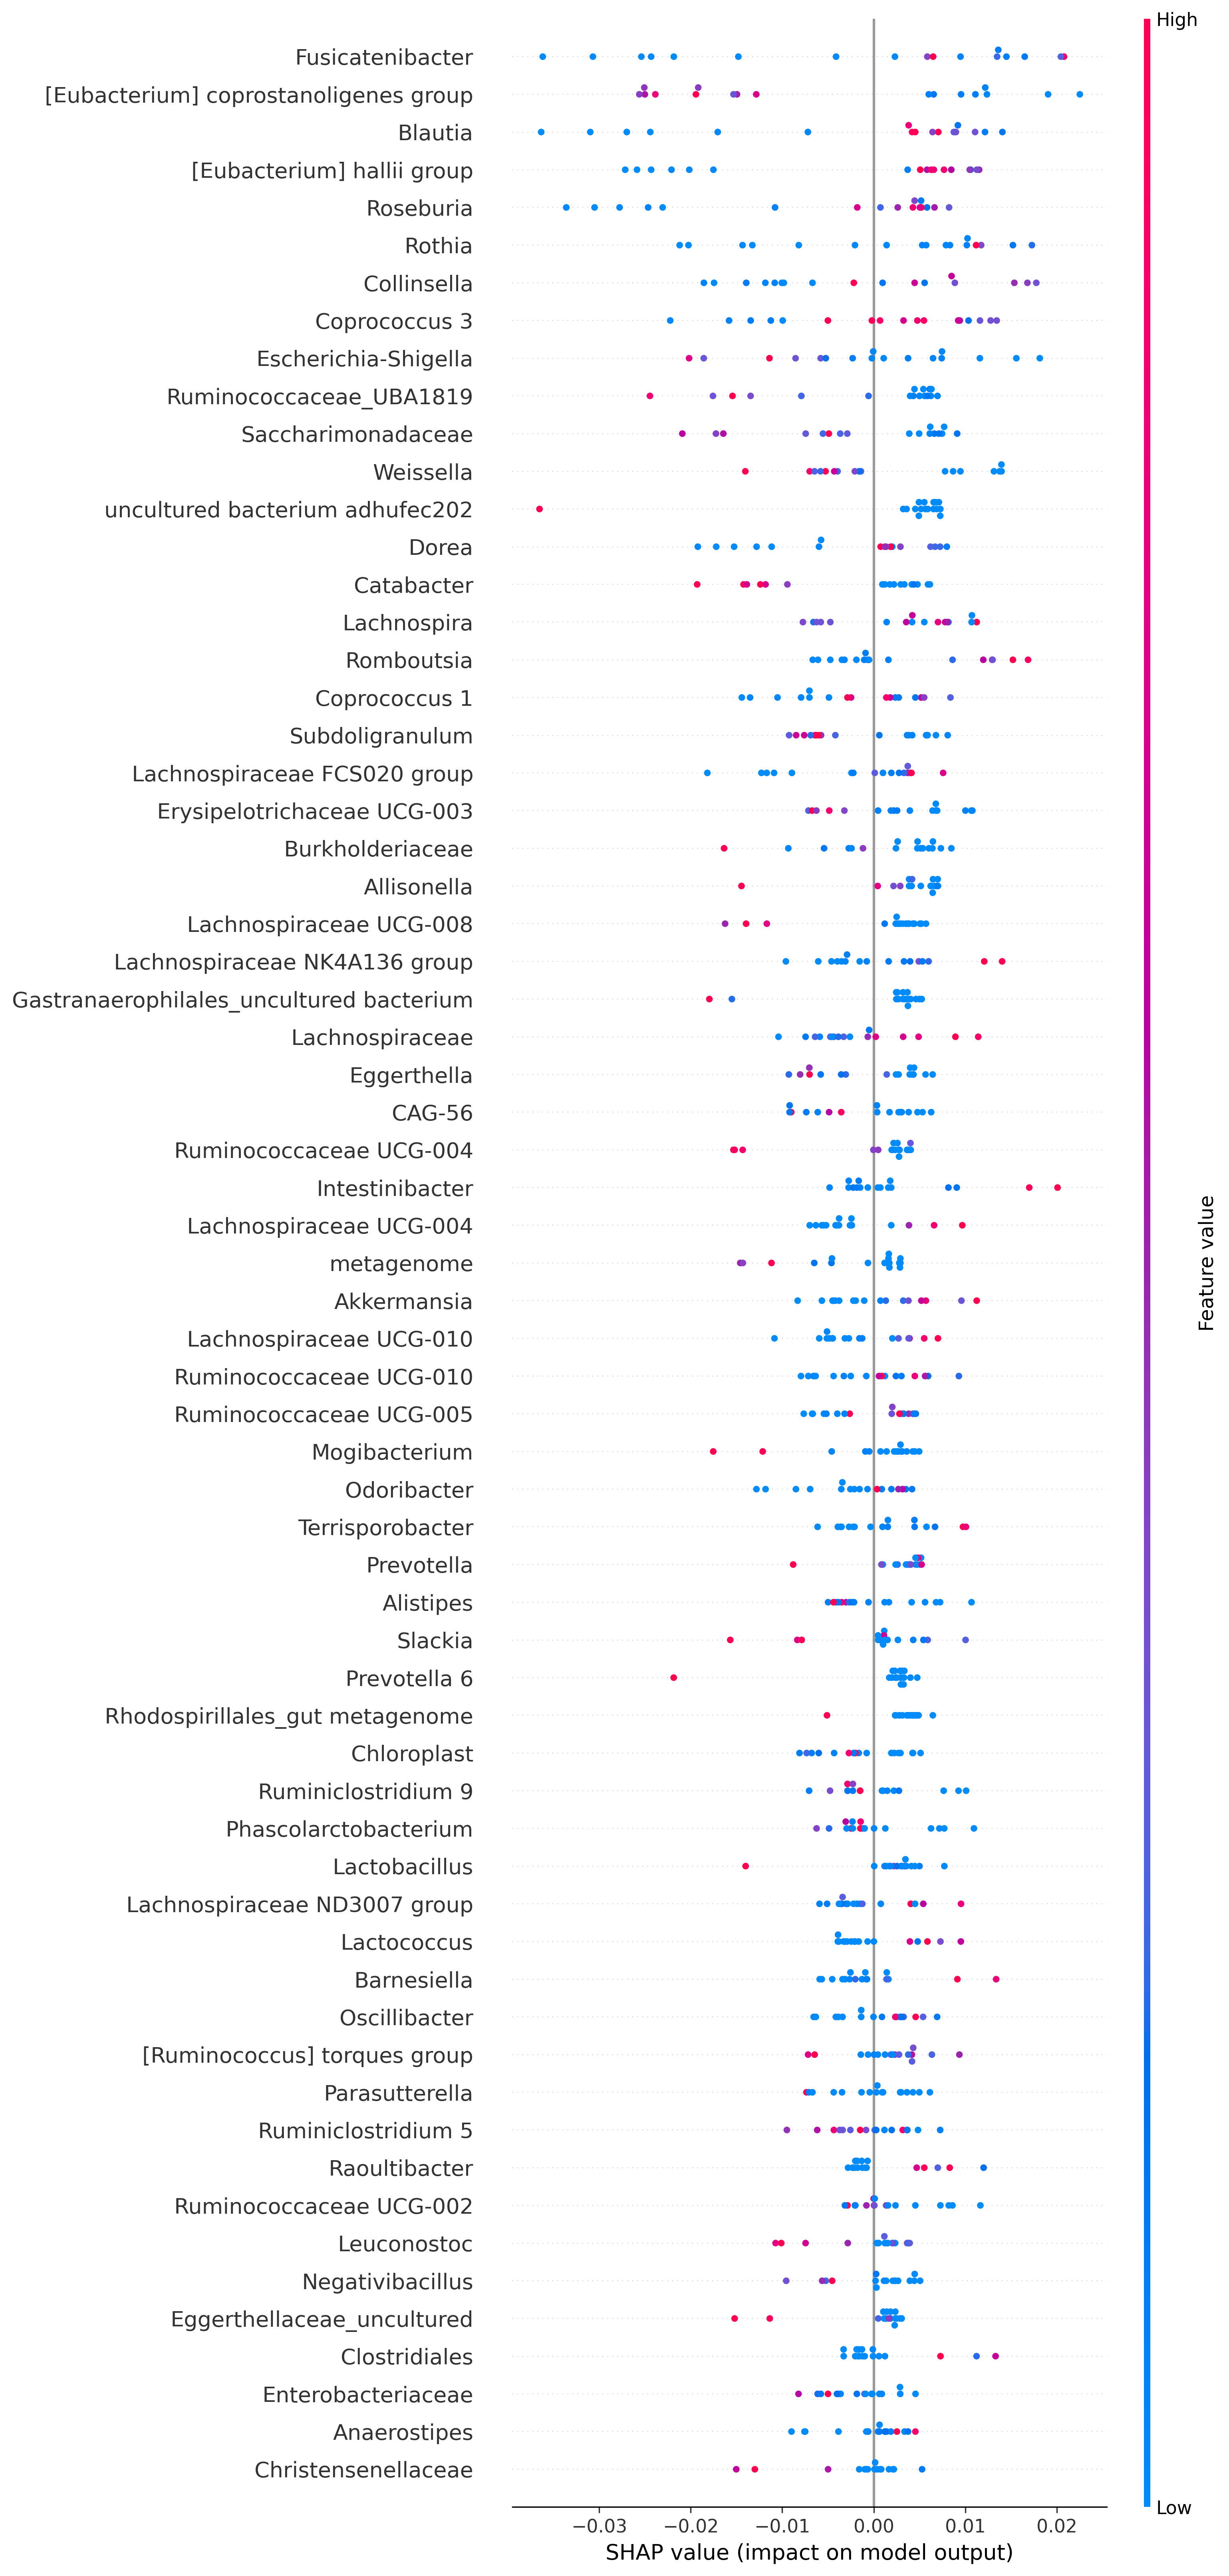 High
Fusicatenibacter
[Eubacterium] coprostanoligenes group
Blautia
[Eubacterium] hallii group
Roseburia
Rothia
Collinsella
Coprococcus 3
Escherichia-Shigella
Ruminococcaceae_UBA1819
Saccharimonadaceae
Weissella
uncultured bacterium adhufec202
Dorea
Catabacter
Lachnospira
Romboutsia
Coprococcus 1
Subdoligranulum
Lachnospiraceae FCS020 group
Erysipelotrichaceae UCG-003
Burkholderiaceae
Allisonella
Lachnospiraceae UCG-008
Lachnospiraceae NK4A136 group
Gastranaerophilales_uncultured bacterium
Lachnospiraceae
Eggerthella
CAG-56
Ruminococcaceae UCG-004
Intestinibacter
Lachnospiraceae UCG-004
metagenome
Akkermansia
Lachnospiraceae UCG-010
Ruminococcaceae UCG-010
Ruminococcaceae UCG-005
Mogibacterium
Odoribacter
Terrisporobacter
Prevotella
Alistipes
Slackia
Prevotella 6
Rhodospirillales_gut metagenome
Chloroplast
Ruminiclostridium 9
Phascolarctobacterium
Lactobacillus
Lachnospiraceae ND3007 group
Lactococcus
Barnesiella
Oscillibacter
[Ruminococcus] torques group
Parasutterella
Ruminiclostridium 5
Raoultibacter
Ruminococcaceae UCG-002
Leuconostoc
Negativibacillus
Eggerthellaceae_uncultured
Clostridiales
Enterobacteriaceae
Anaerostipes
Christensenellaceae
Feature value
Low
−0.03 −0.02 −0.01 0.00 0.01 0.02
SHAP value (impact on model output)